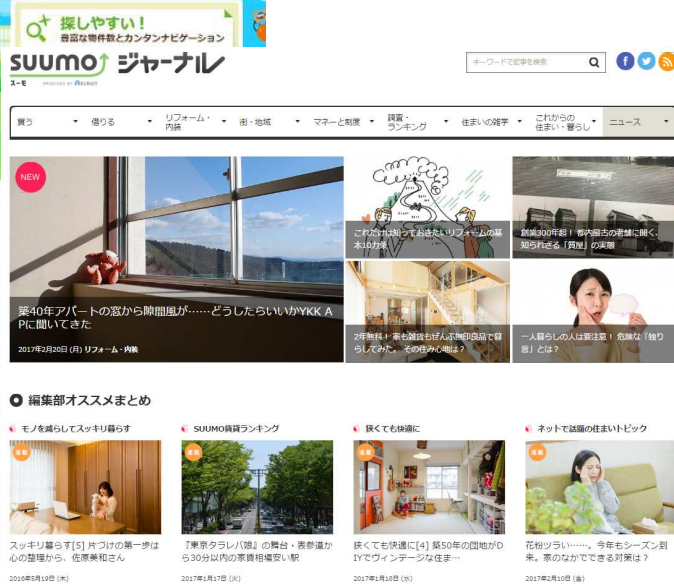 探しやすい！
豊富な物件数とカンタンナビゲーション
SUUMO ジャーナル
スーモ
PRODUCED BY RECRUIT
キーワードで記事を検索
買う
借りる
リフォーム・
内装
街・地域
マネーと制度
調査・
ランキング
住まいの雑学
これからの
住まい・暮らし
ニュース
NEW
築40年アパートの窓から隙間風が……どうしたらいいかYKK A
Pに聞いてきた
2017年2月20日 (月) リフォーム・内装
これだけは知っておきたいリフォームの基
本10カ条
創業300年超！ 都内最古の老舗に聞く、
知られざる「質屋」の実態
2年無料！ 家も雑貨もぜんぶ無印良品で暮
らしてみた。 その住み心地は？
一人暮らしの人は要注意！ 危険な「独り
言」とは？
編集部オススメまとめ
モノを減らしてスッキリ暮らす
SUUMO賃貸ランキング
狭くても快適に
ネットで話題の住まいトピック
連載
連載
連載
連載
スッキリ暮らす[5] 片づけの第一歩は
心の整理から、佐原美和さん
2016年5月19日 (木)
『東京タラレバ娘』の舞台・表参道か
ら30分以内の家賃相場安い駅
2017年1月17日 (火)
狭くても快適に[4] 築50年の団地がD
IYでヴィンテージな住ま…
2017年1月18日 (水)
花粉ツラい……。今年もシーズン到
来。家のなかでできる対策は？
2017年2月10日 (金)